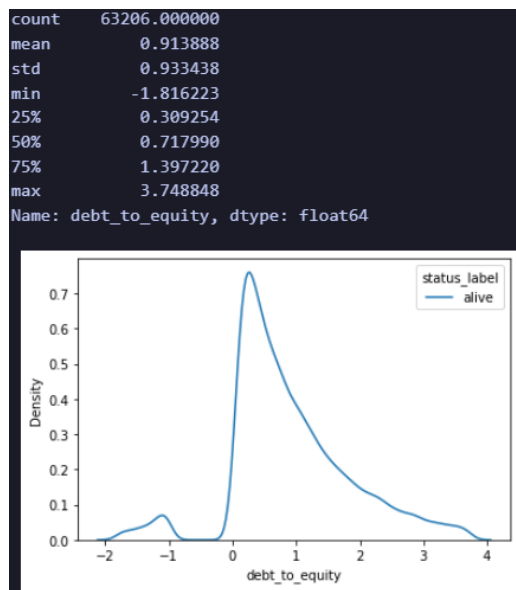 count 63206.000000
mean 0.913888
std 0.933438
min -1.816223
25% 0.309254
50% 0.717990
75% 1.397220
max 3.748848
Name: debt_to_equity, dtype: float64
status_label
alive
Density
0.7
0.6
0.5
0.4
0.3
0.2
0.1
0.0
−2 −1 0 1 2 3 4
debt_to_equity